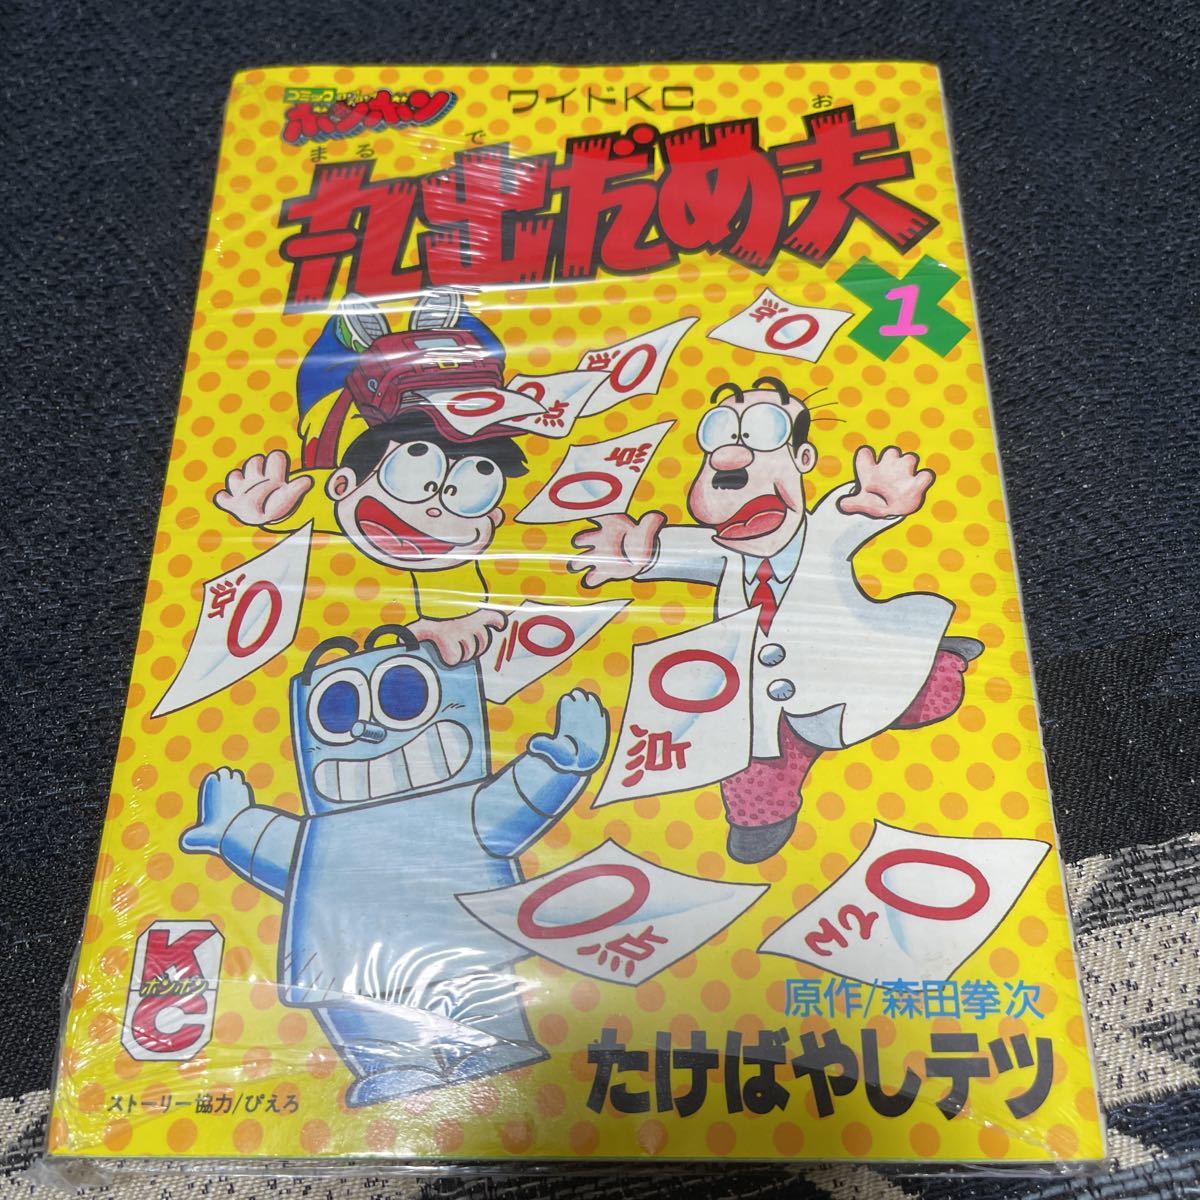 コミック
ボンボン
ワイドKC
まる で お
丸出だめ夫
1
0点
0点
0点
0点
0点
0点
0
0点
0点
0
原作/森田拳次
たけばやしテツ
KC
ボンボン
ストーリー協力/ぴえろ